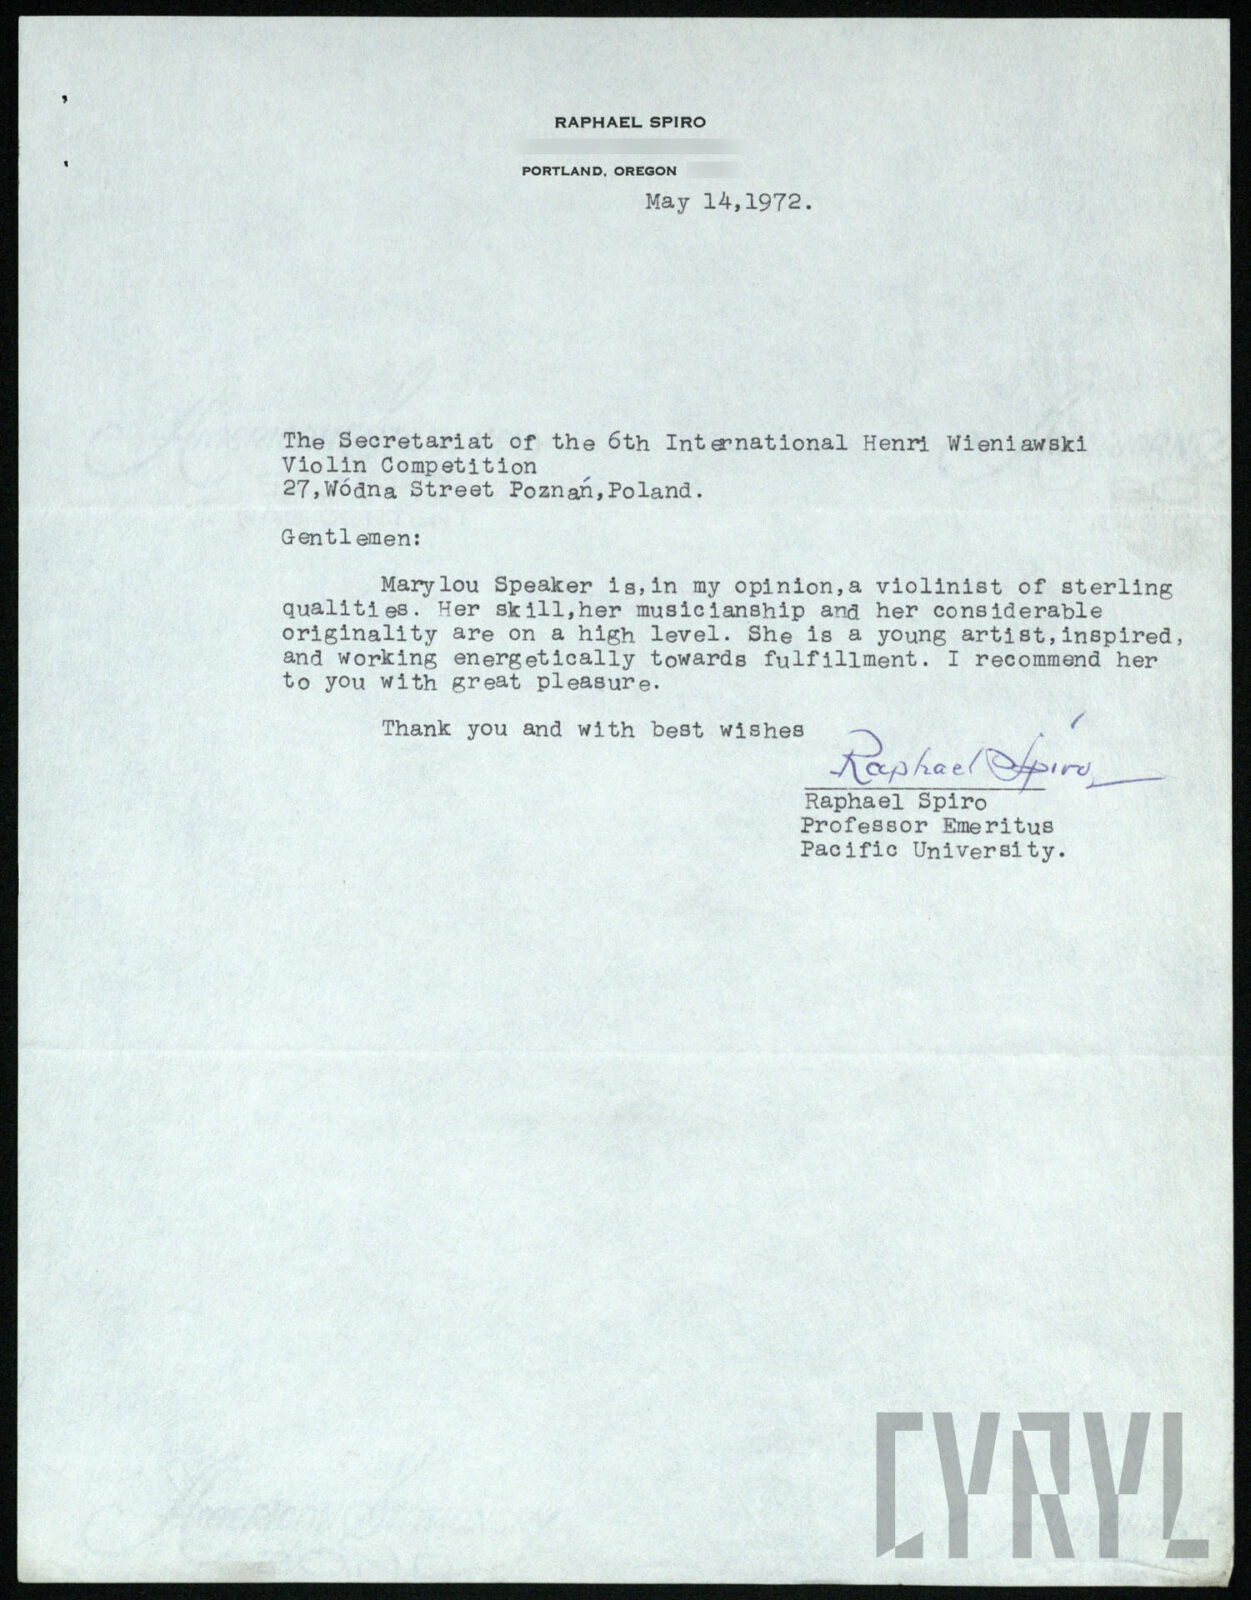 RAPHAEL SPIRO
PORTLAND, OREGON
May 14,1972.
The Secretariat of the 6th International Henri Wieniawski
Violin Competition
27,Wódna Street Poznań,Poland.
Gentlemen:
Marylou Speaker is,in my opinion,a violinist of sterling
qualities. Her skill,her musicianship and her considerable
originality are on a high level. She is a young artist,inspired,
and working energetically towards fulfillment. I recommend her
to you with great pleasure.
Thank you and with best wishes
Raphael Spiro
Raphael Spiro
Professor Emeritus
Pacific University.
CYRYL